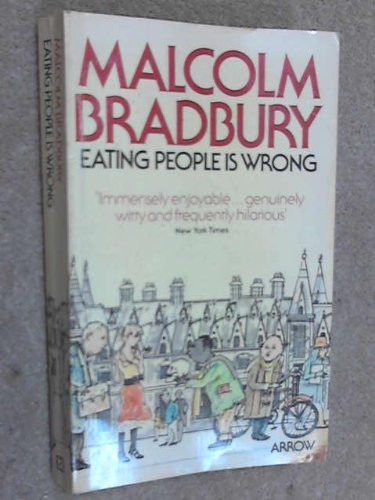 MALCOLM
BRADBURY
EATING PEOPLE IS WRONG
'Immensely enjoyable ... genuinely
witty and frequently hilarious'
New York Times
ARROW
MALCOLM BRADBURY
EATING PEOPLE IS WRONG